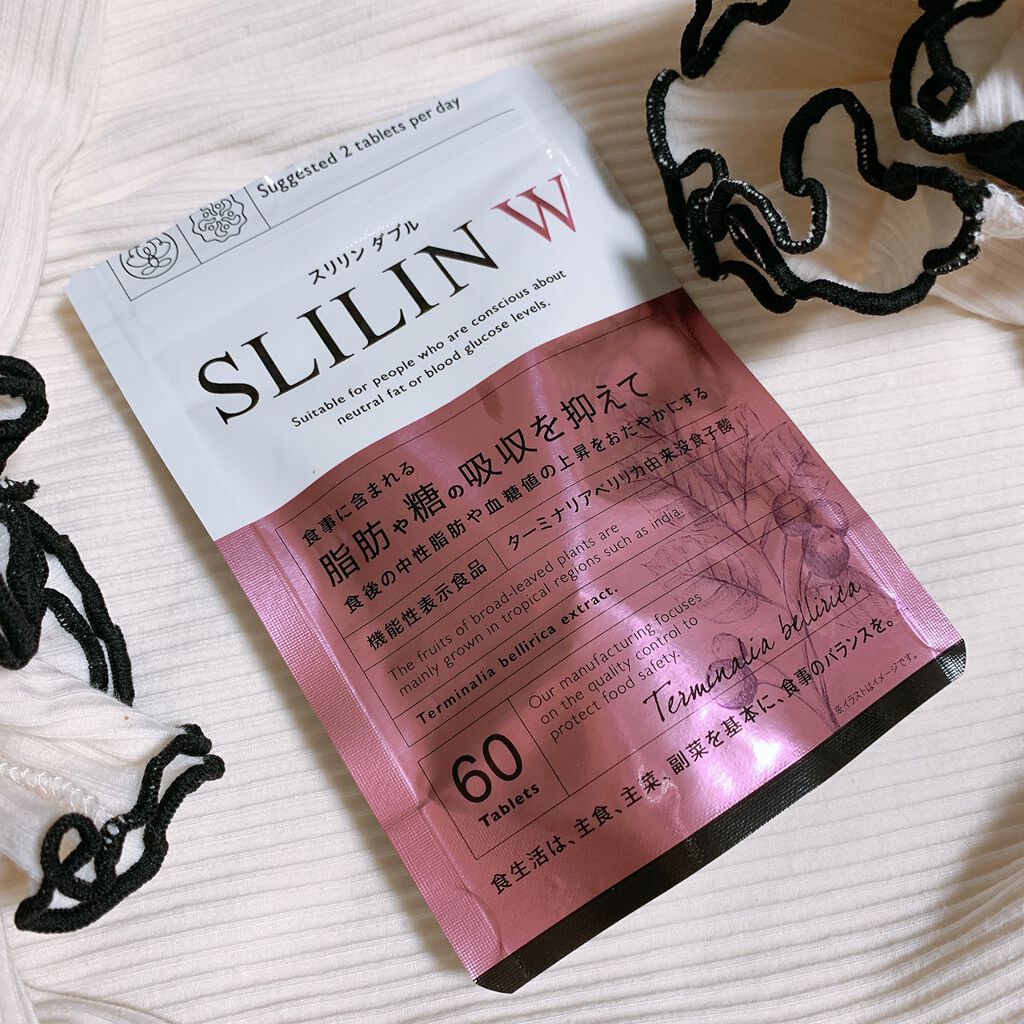 Suggested 2 tablets per day
スリリン ダブル
SLILIN W
Suitable for people who are conscious about
neutral fat or blood glucose levels.
食事に含まれる
脂肪や糖の吸収を抑えて
食後の中性脂肪や血糖値の上昇をおだやかにする
機能性表示食品
ターミナリアベリリカ由来没食子酸
The fruits of broad-leaved plants are
mainly grown in tropical regions such as india.
Terminalia bellirica extract.
Our manufacturing focuses
on the quality control to
protect food safety.
Terminalia bellirica
60
Tablets
※イラストはイメージです。
食生活は、主食、主菜、副菜を基本に、食事のバランスを。